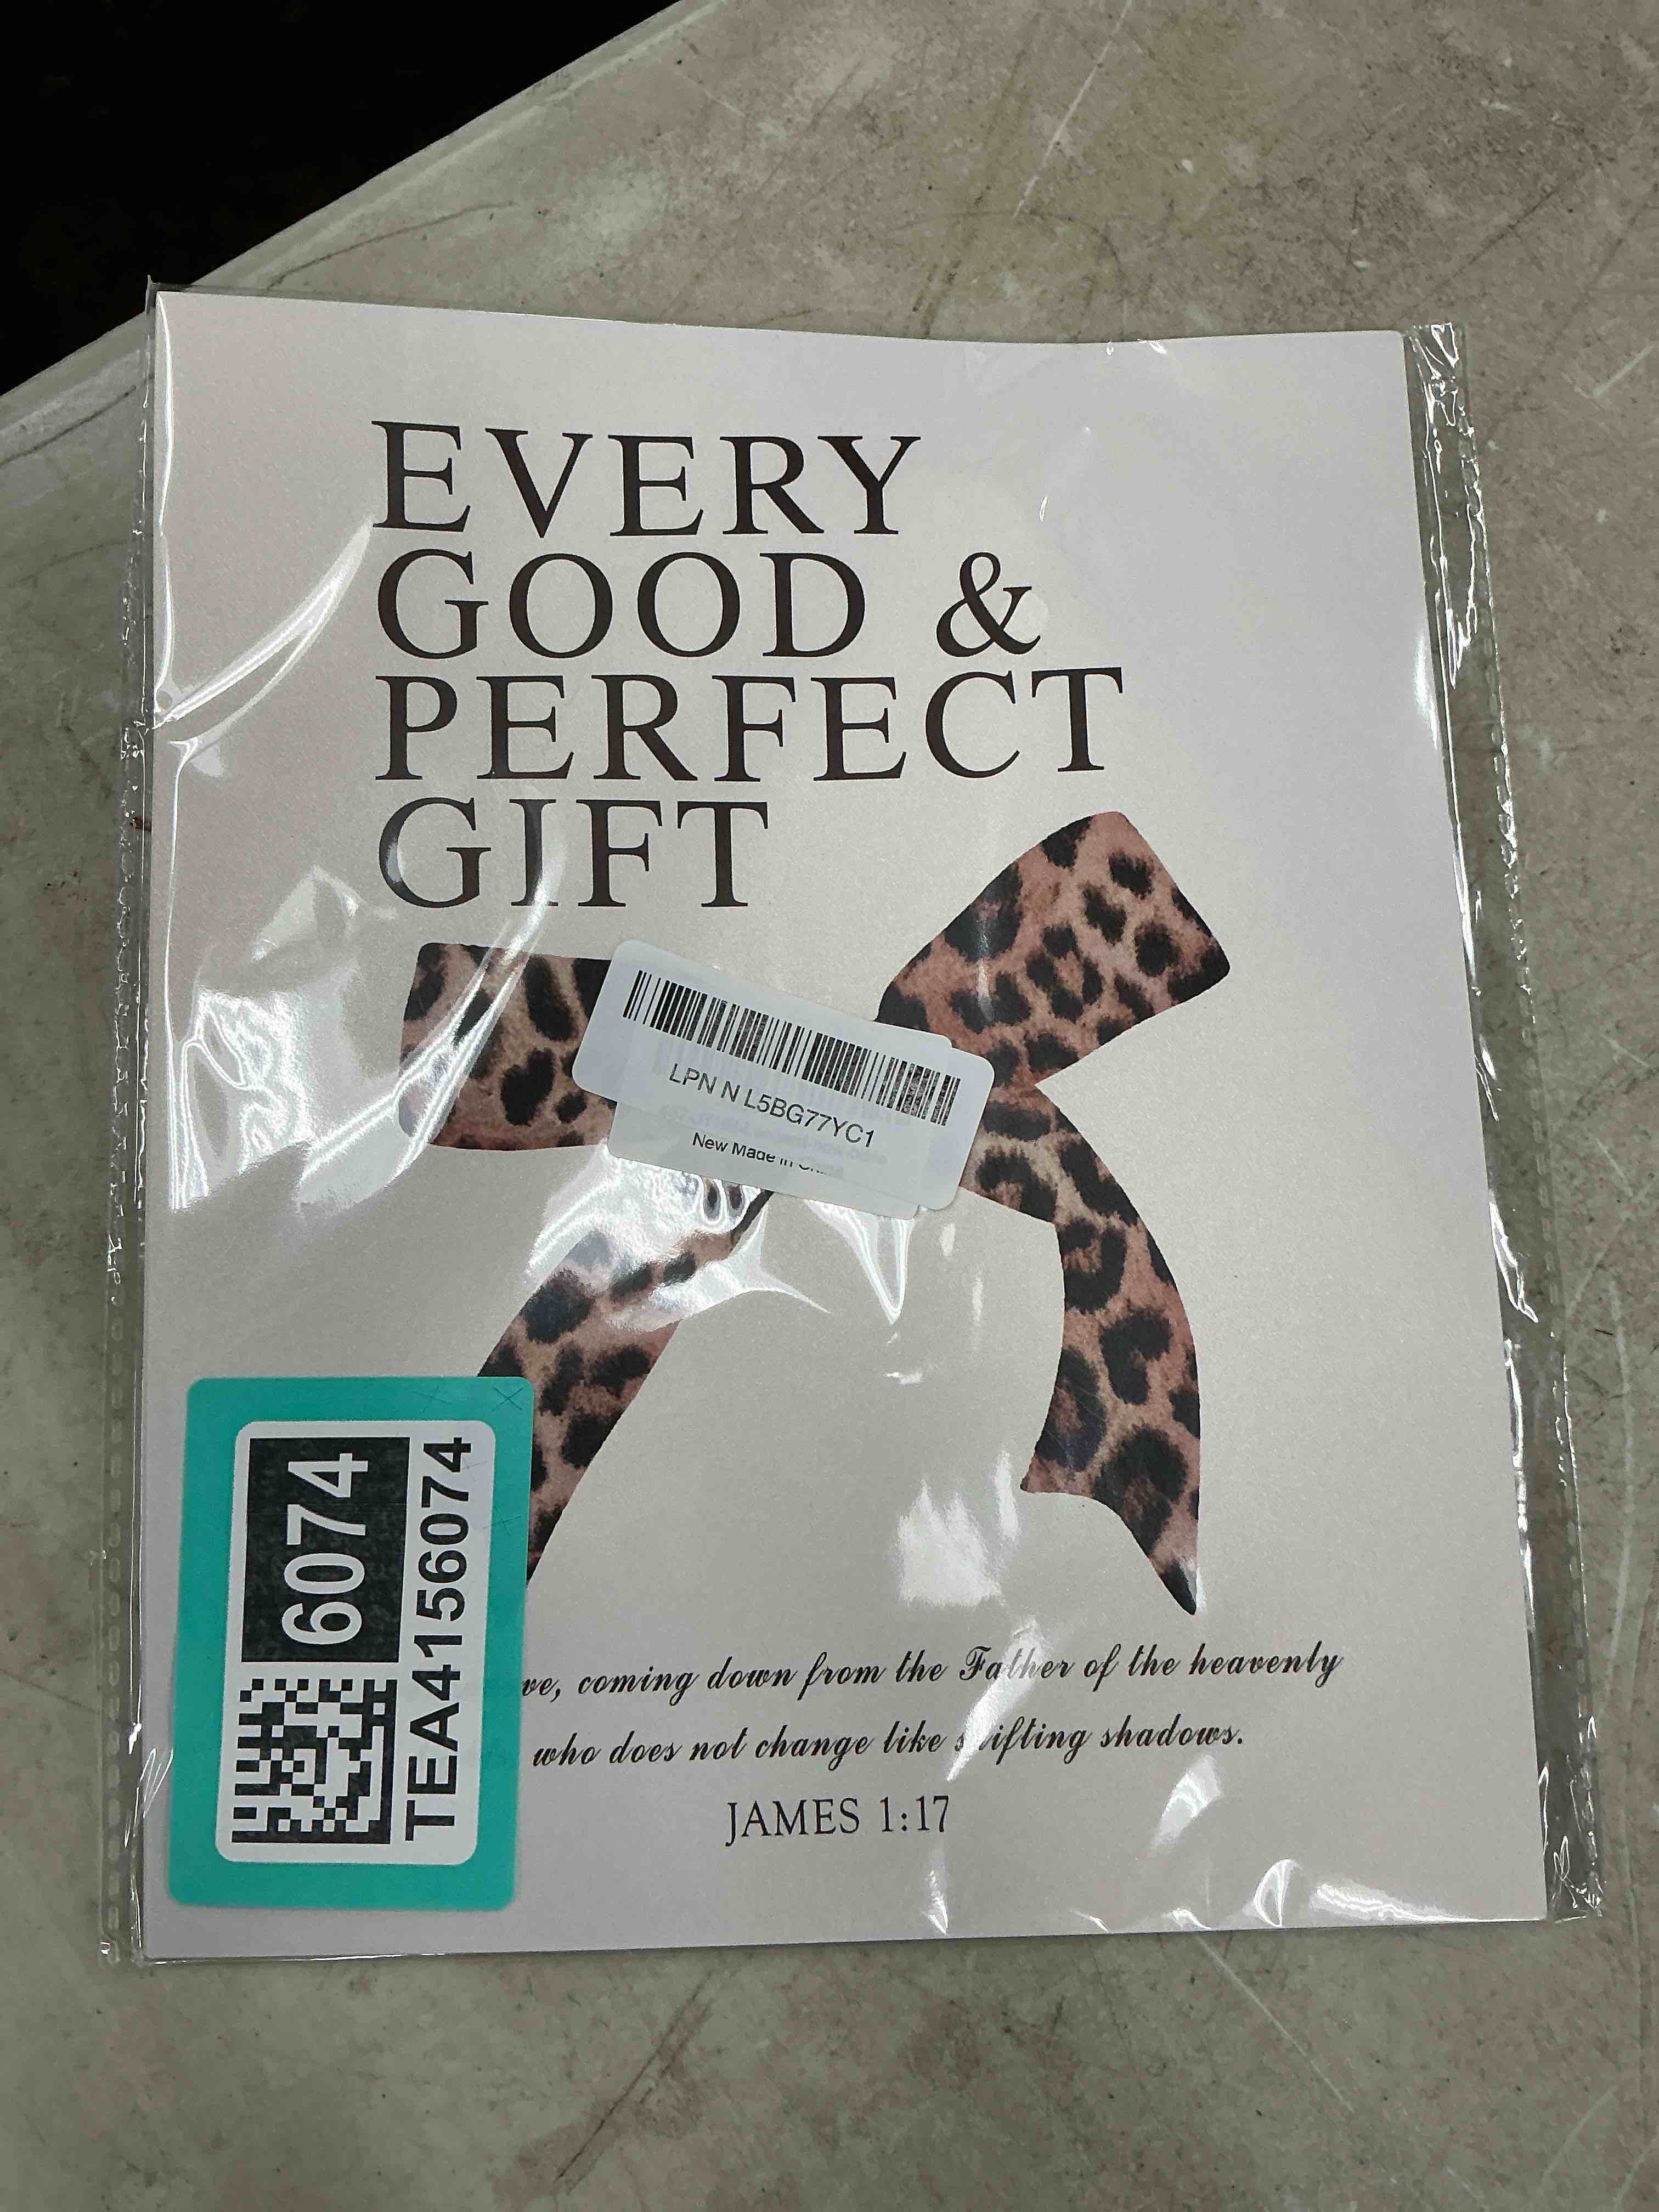 EVERY
GOOD &
PERFECT
GIFT
LPN N L5BG77YC1
New Made in
6074
TEA4156074
ve, coming down from the Father of the heavenly
who does not change like shifting shadows.
JAMES 1:17